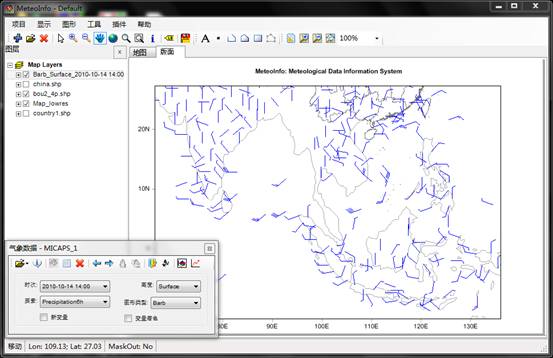 MeteoInfo - Default
项目 显示 图形 工具 插件 帮助
100%
图层
地图 版面
Map Layers
Barb_Surface_2010-10-14 14:00
china.shp
bou2_4p.shp
Map_lowres
country1.shp
MeteoInfo: Meteological Data Information System
20N
10N
80E 90E 100E 110E 120E 130E
气象数据 - MICAPS_1
时次: 2010-10-14 14:00 高度: Surface
要素: Precipitation6h 图形类型: Barb
新变量 变量着色
移动 Lon: 109.13; Lat: 27.03 MaskOut: No